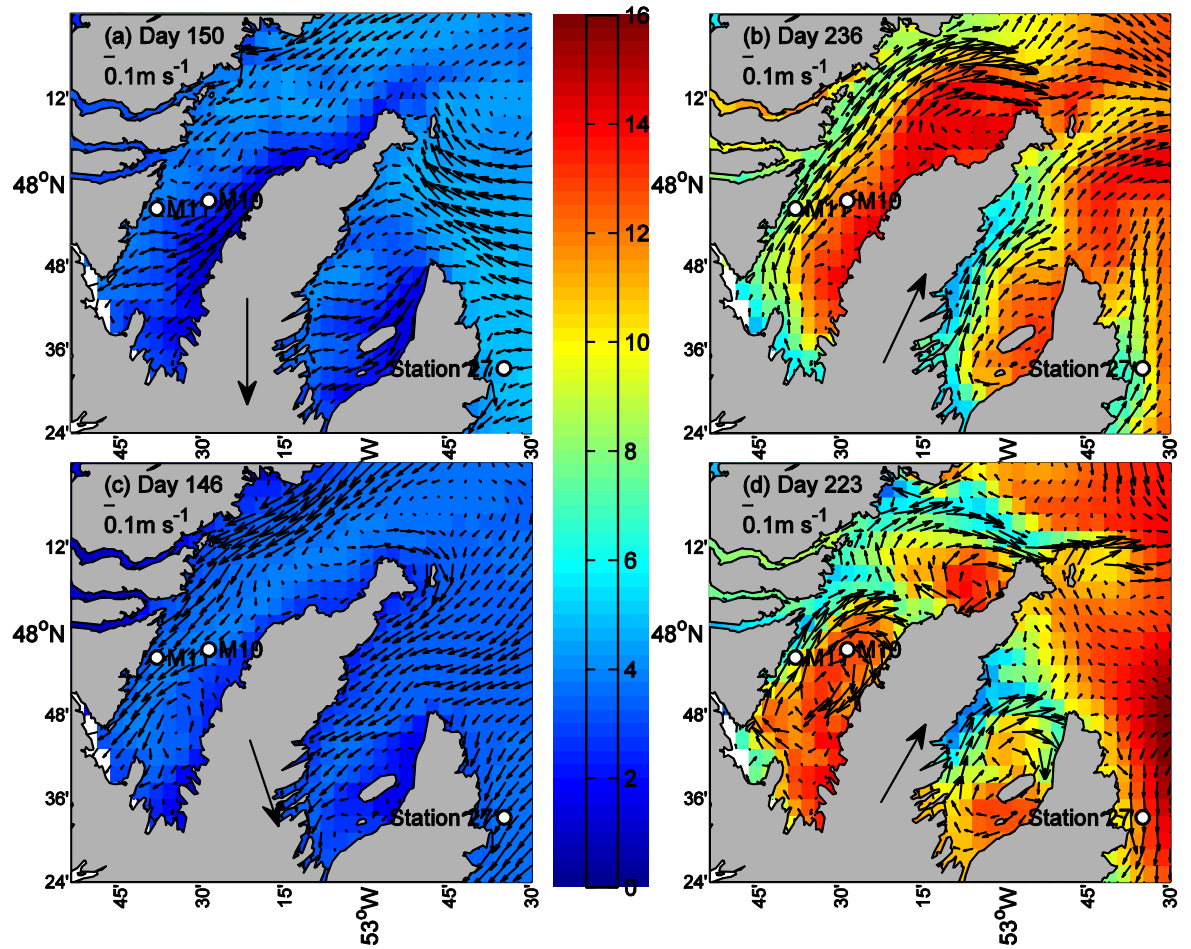 (a) Day 150
0.1m s⁻¹
12'
48°N
48'
36'
24'
M11
M10
Station 27
45'
30'
15'
W
45'
30'
16
14
12
10
8
6
4
2
0
(b) Day 236
0.1m s⁻¹
12'
48°N
48'
36'
24'
M11
M10
Station 27
45'
30'
15'
W
45'
30'
(c) Day 146
0.1m s⁻¹
12'
48°N
48'
36'
24'
M11
M10
Station 27
45'
30'
15'
53°W
45'
30'
(d) Day 223
0.1m s⁻¹
12'
48°N
48'
36'
24'
M11
M10
Station 27
45'
30'
15'
53°W
45'
30'